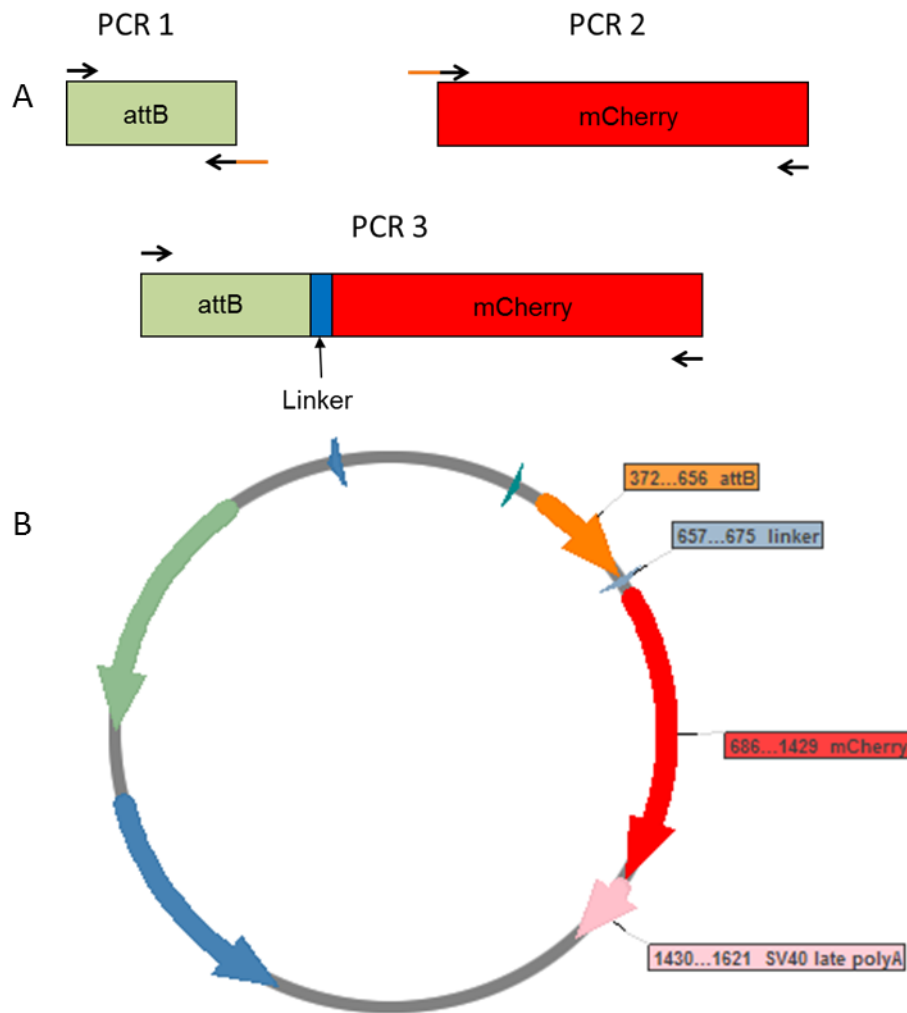 PCR 1
PCR 2
A
attB
mCherry
PCR 3
attB
mCherry
Linker
B
372...656 attB
657...675 linker
686...1429 mCherry
1430...1621 SV40 late polyA